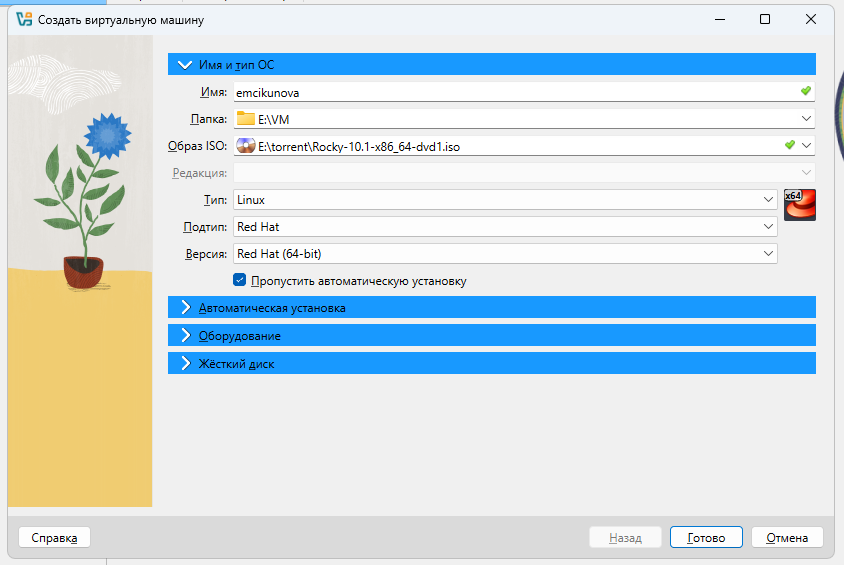 Создать виртуальную машину
Имя и тип ОС
Имя: emcikunova
Папка: E:\VM
Образ ISO: E:\torrent\Rocky-10.1-x86_64-dvd1.iso
Редакция:
Тип: Linux
x64
Подтип: Red Hat
Версия: Red Hat (64-bit)
Пропустить автоматическую установку
Автоматическая установка
Оборудование
Жёсткий диск
Справка Назад Готово Отмена